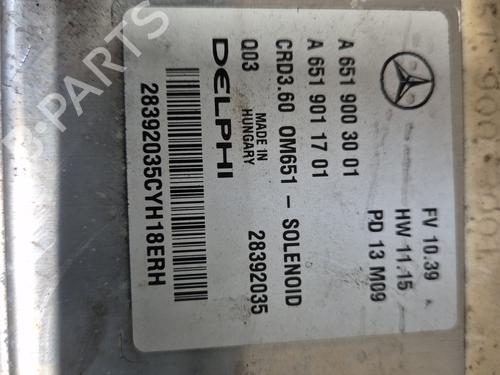 A 651 900 30 01
A 651 901 17 01
CRD3.60 OM651 - SOLENOID
Q03
MADE IN
HUNGARY
28392035
DELPHI
28392035CYH18ERH
FV 10.39
HW 11.15
PD 13 M09
B-PARTS